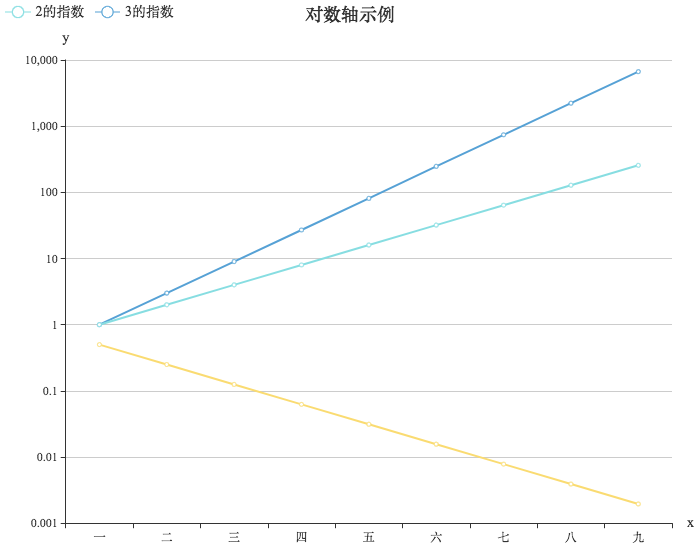 2的指数 3的指数
对数轴示例
y
10,000
1,000
100
10
1
0.1
0.01
0.001
一 二 三 四 五 六 七 八 九
x